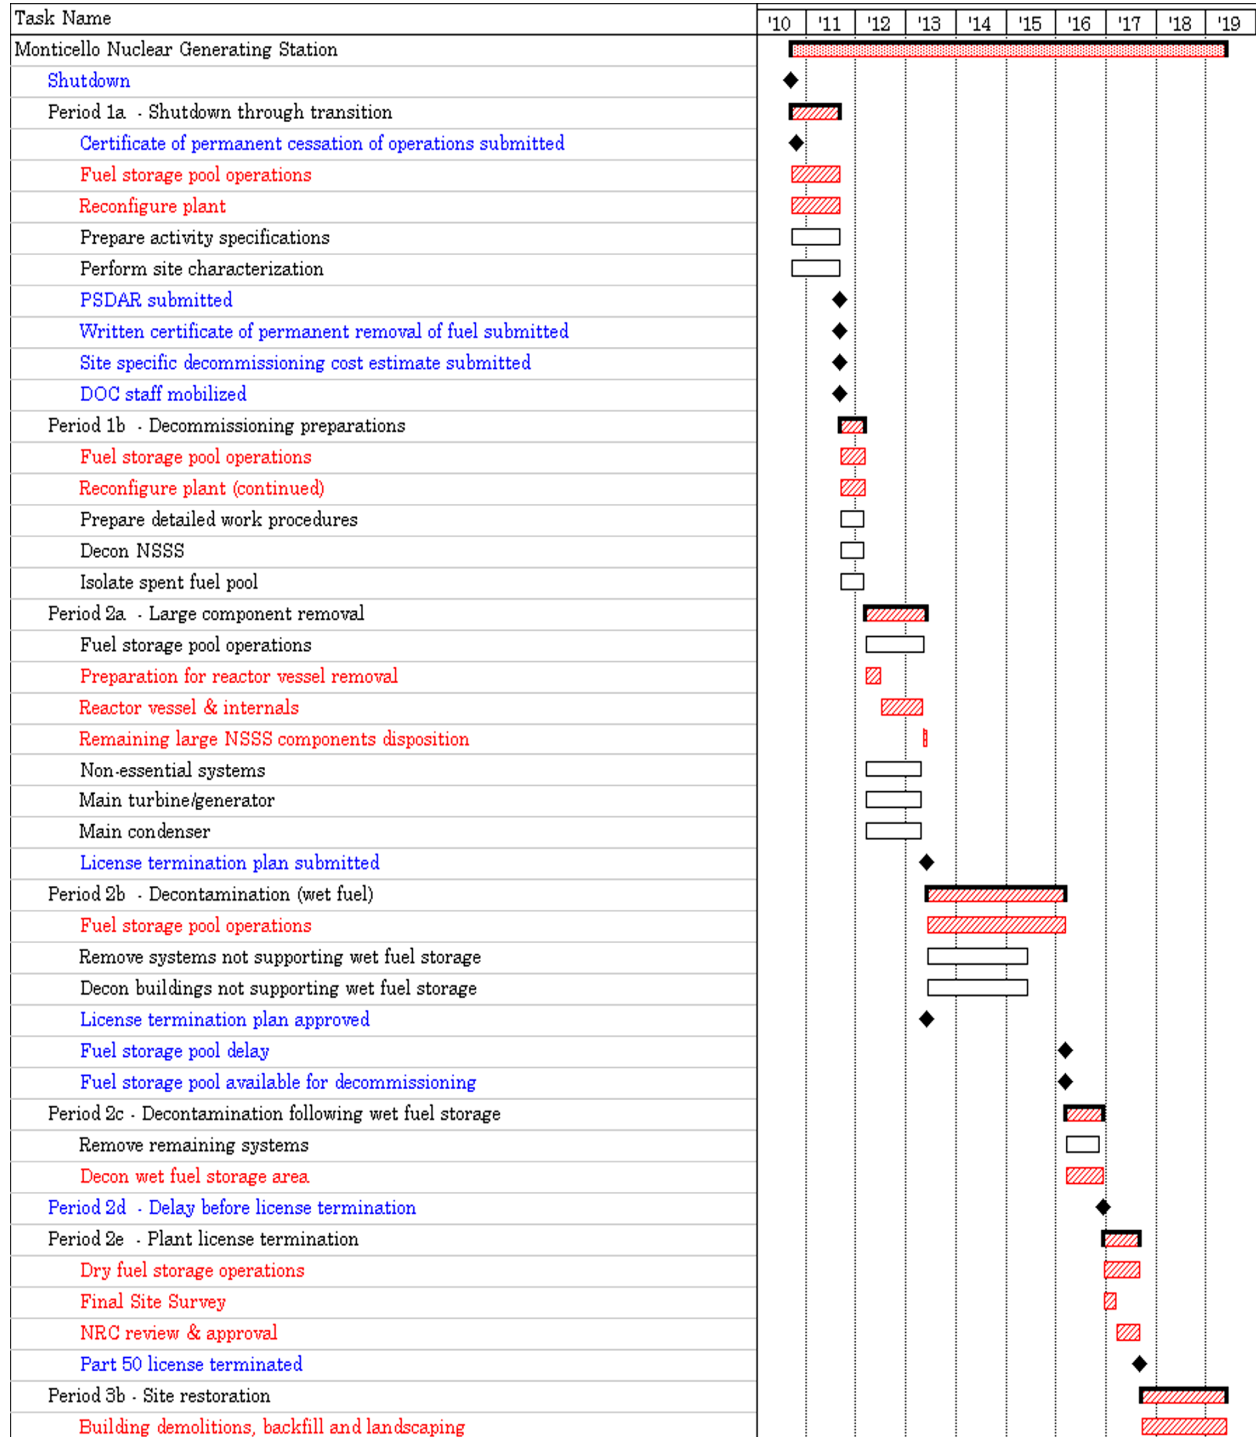 Task Name '10 '11 '12 '13 '14 '15 '16 '17 '18 '19
Monticello Nuclear Generating Station
Shutdown
Period 1a - Shutdown through transition
Certificate of permanent cessation of operations submitted
Fuel storage pool operations
Reconfigure plant
Prepare activity specifications
Perform site characterization
PSDAR submitted
Written certificate of permanent removal of fuel submitted
Site specific decommissioning cost estimate submitted
DOC staff mobilized
Period 1b - Decommissioning preparations
Fuel storage pool operations
Reconfigure plant (continued)
Prepare detailed work procedures
Decon NSSS
Isolate spent fuel pool
Period 2a - Large component removal
Fuel storage pool operations
Preparation for reactor vessel removal
Reactor vessel & internals
Remaining large NSSS components disposition
Non-essential systems
Main turbine/generator
Main condenser
License termination plan submitted
Period 2b - Decontamination (wet fuel)
Fuel storage pool operations
Remove systems not supporting wet fuel storage
Decon buildings not supporting wet fuel storage
License termination plan approved
Fuel storage pool delay
Fuel storage pool available for decommissioning
Period 2c - Decontamination following wet fuel storage
Remove remaining systems
Decon wet fuel storage area
Period 2d - Delay before license termination
Period 2e - Plant license termination
Dry fuel storage operations
Final Site Survey
NRC review & approval
Part 50 license terminated
Period 3b - Site restoration
Building demolitions, backfill and landscaping